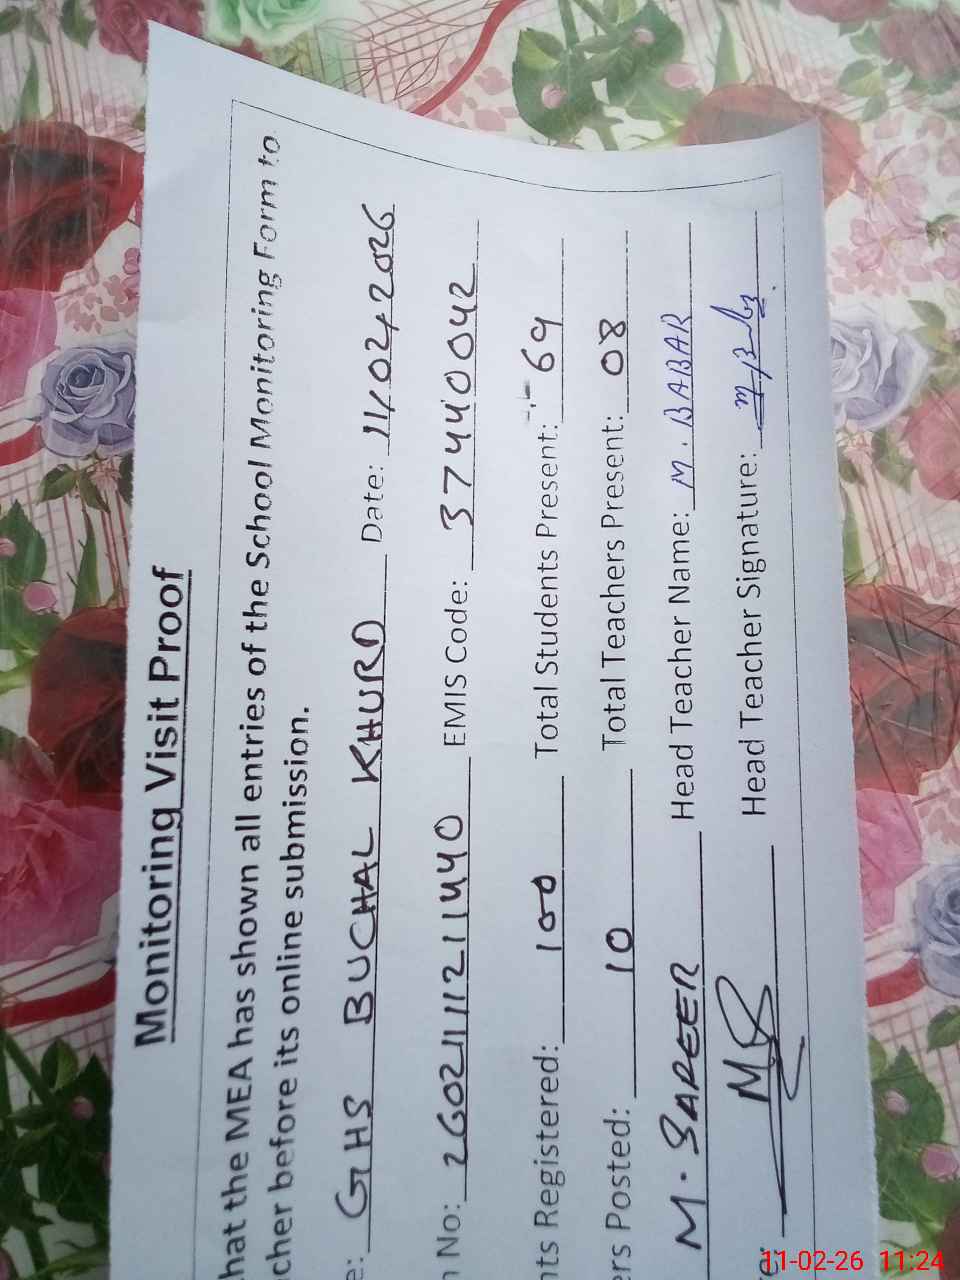 Monitoring Visit Proof
hat the MEA has shown all entries of the School Monitoring Form to
cher before its online submission.
e: GHS BUCHAL KHURD Date: 11/02/2026
n No: 2602111211440 EMIS Code: 37440042
nts Registered: 100 Total Students Present: 69
ers Posted: 10 Total Teachers Present: 08
M. SAREER Head Teacher Name: M. BABAR
Head Teacher Signature:
11-02-26 11:24